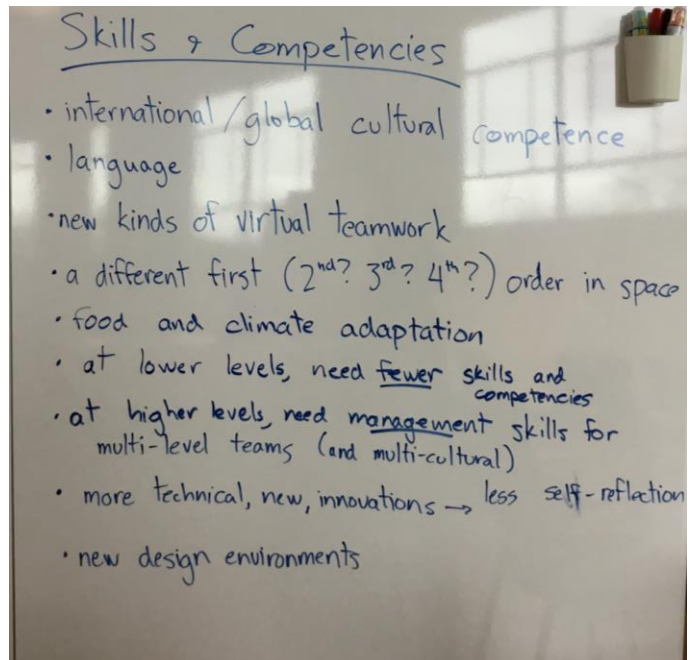 Skills & Competencies
• international/global cultural competence
• language
• new kinds of virtual teamwork
• a different first (2nd? 3rd? 4th?) order in space
• food and climate adaptation
• at lower levels, need fewer skills and
competencies
• at higher levels, need management skills for
multi-level teams (and multi-cultural)
• more technical, new, innovations → less self-reflection
• new design environments